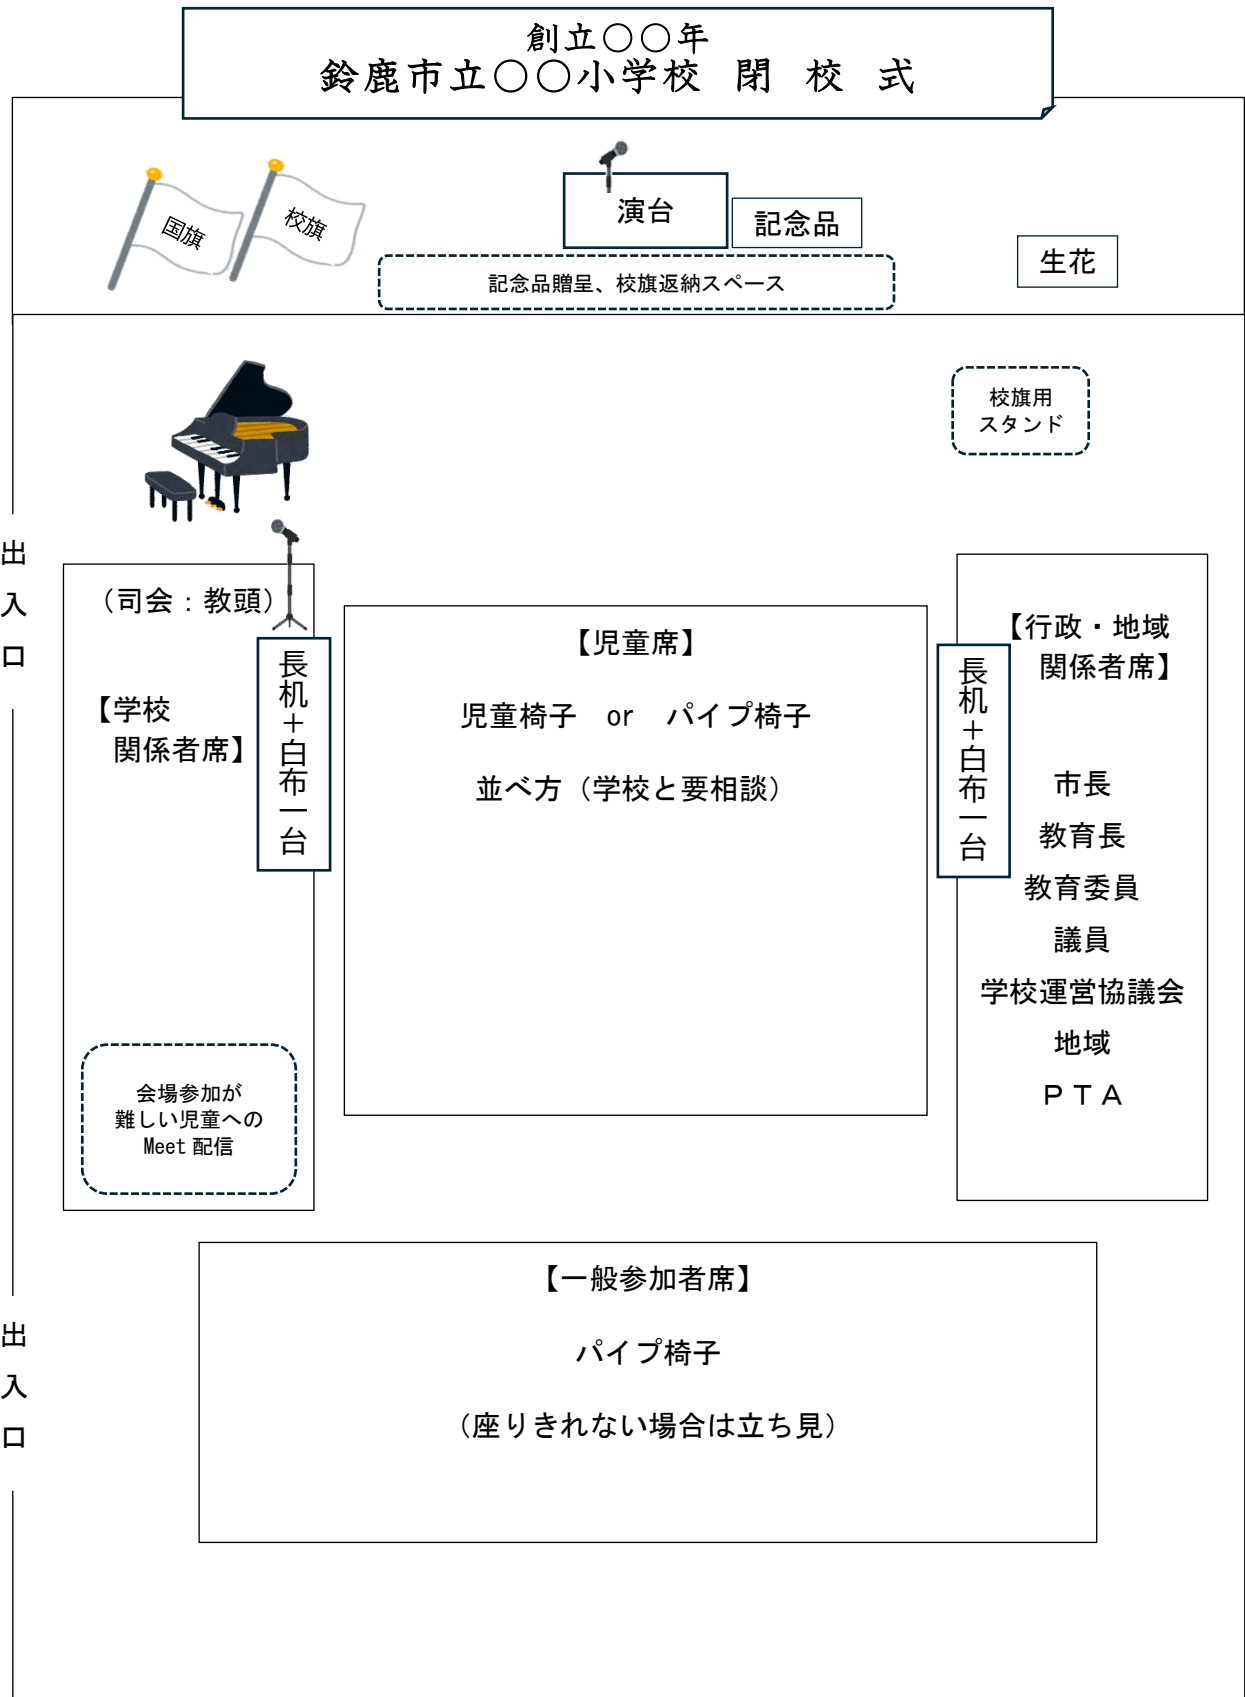 創立○○年
鈴鹿市立○○小学校　閉　校　式
国旗
校旗
演台
記念品
生花
記念品贈呈、校旗返納スペース
校旗用
スタンド
出入口
（司会：教頭）
【学校
関係者席】
長机＋白布一台
【児童席】
児童椅子　or　パイプ椅子
並べ方（学校と要相談）
長机＋白布一台
【行政・地域
関係者席】
市長
教育長
教育委員
議員
学校運営協議会
地域
ＰＴＡ
会場参加が
難しい児童への
Meet 配信
出入口
【一般参加者席】
パイプ椅子
（座りきれない場合は立ち見）